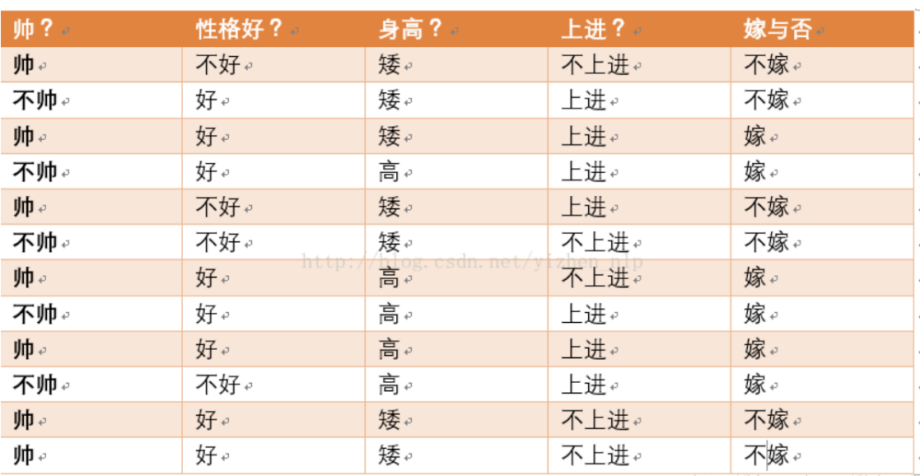 帅？ 性格好？ 身高？ 上进？ 嫁与否
帅 不好 矮 不上进 不嫁
不帅 好 矮 上进 不嫁
帅 好 矮 上进 嫁
不帅 好 高 上进 嫁
帅 不好 矮 上进 不嫁
不帅 不好 矮 不上进 不嫁
http://blog.csdn.net/yizhen_nlp
帅 好 高 不上进 嫁
不帅 好 高 上进 嫁
帅 好 高 上进 嫁
不帅 不好 高 上进 嫁
帅 好 矮 不上进 不嫁
帅 好 矮 不上进 不嫁